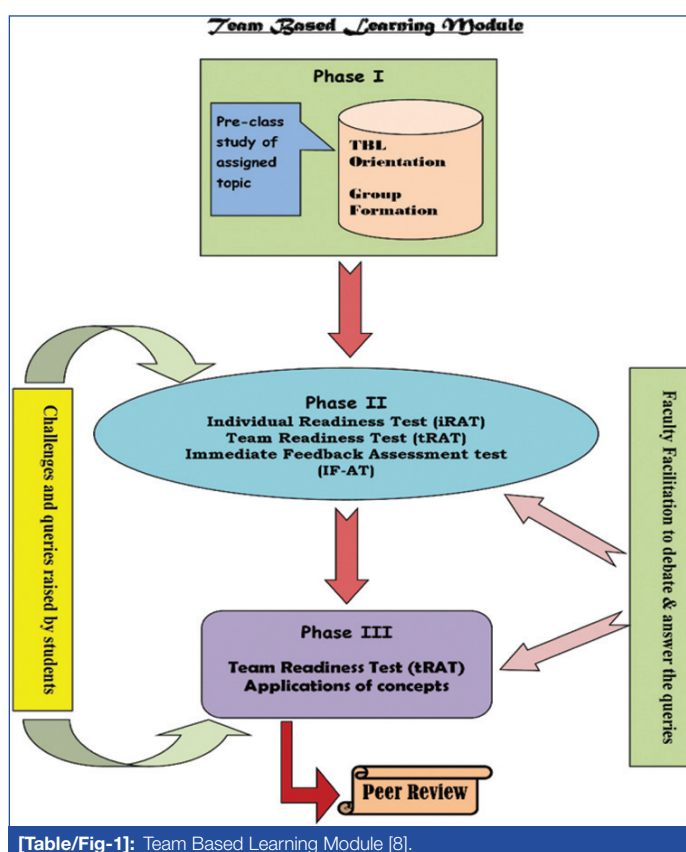 Team Based Learning Module
Phase I
Pre-class
study of
assigned
topic
TBL
Orientation
Group
Formation
Phase II
Individual Readiness Test (iRAT)
Team Readiness Test (tRAT)
Immediate Feedback Assessment test
(IF-AT)
Challenges and queries raised by students
Faculty Facilitation to debate & answer the queries
Phase III
Team Readiness Test (tRAT)
Applications of concepts
Peer Review
[Table/Fig-1]: Team Based Learning Module [8].